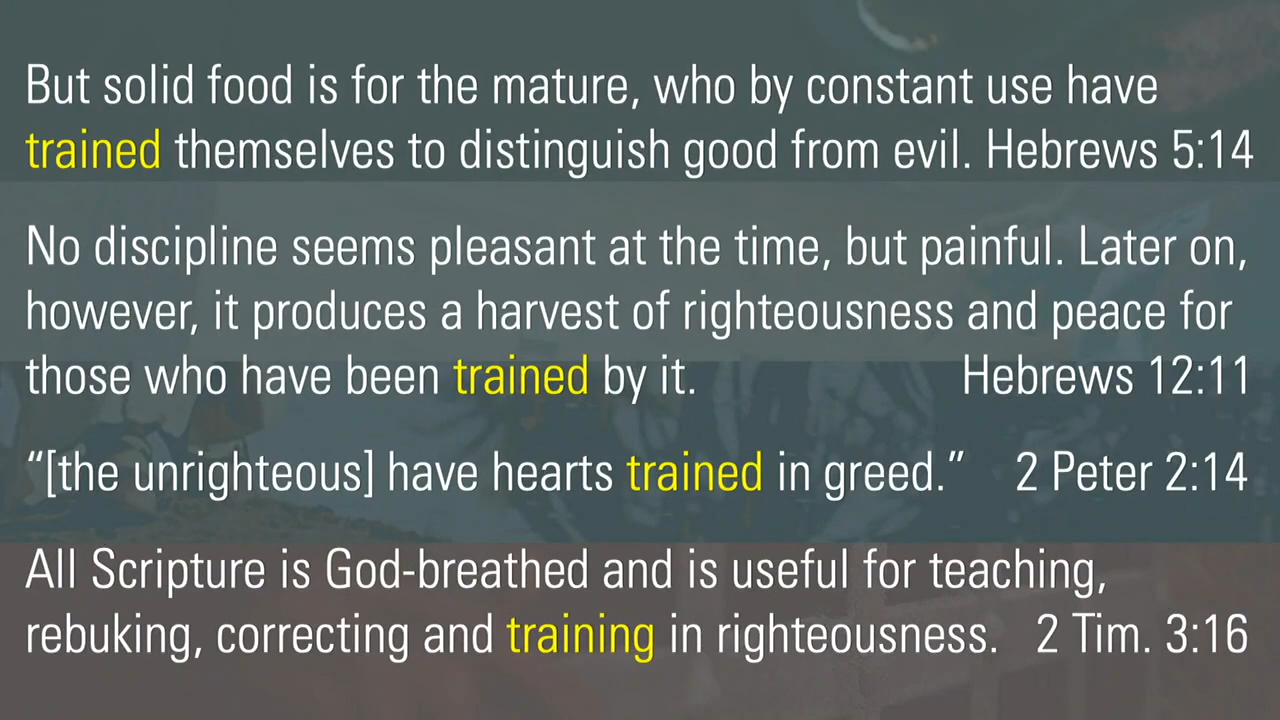 But solid food is for the mature, who by constant use have
trained themselves to distinguish good from evil. Hebrews 5:14
No discipline seems pleasant at the time, but painful. Later on,
however, it produces a harvest of righteousness and peace for
those who have been trained by it. Hebrews 12:11
“[the unrighteous] have hearts trained in greed.” 2 Peter 2:14
All Scripture is God-breathed and is useful for teaching,
rebuking, correcting and training in righteousness. 2 Tim. 3:16